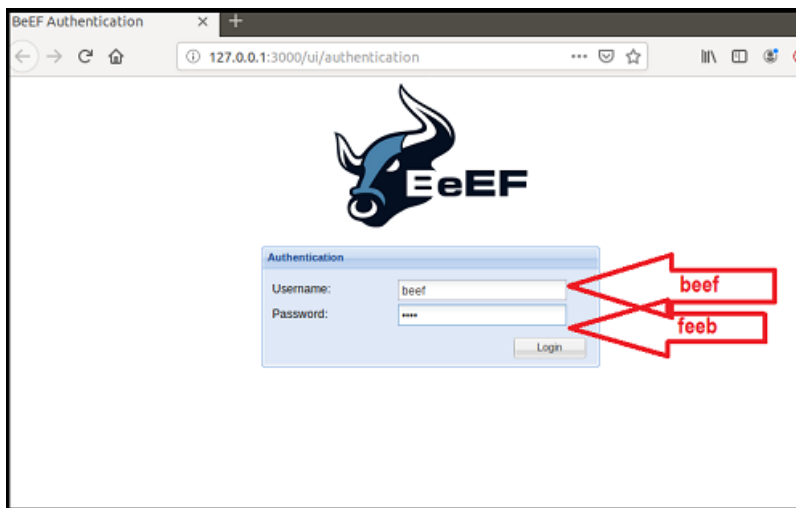 BeEF Authentication
127.0.0.1:3000/ui/authentication
BeEF
Authentication
Username: beef
beef
Password: ••••
feeb
Login